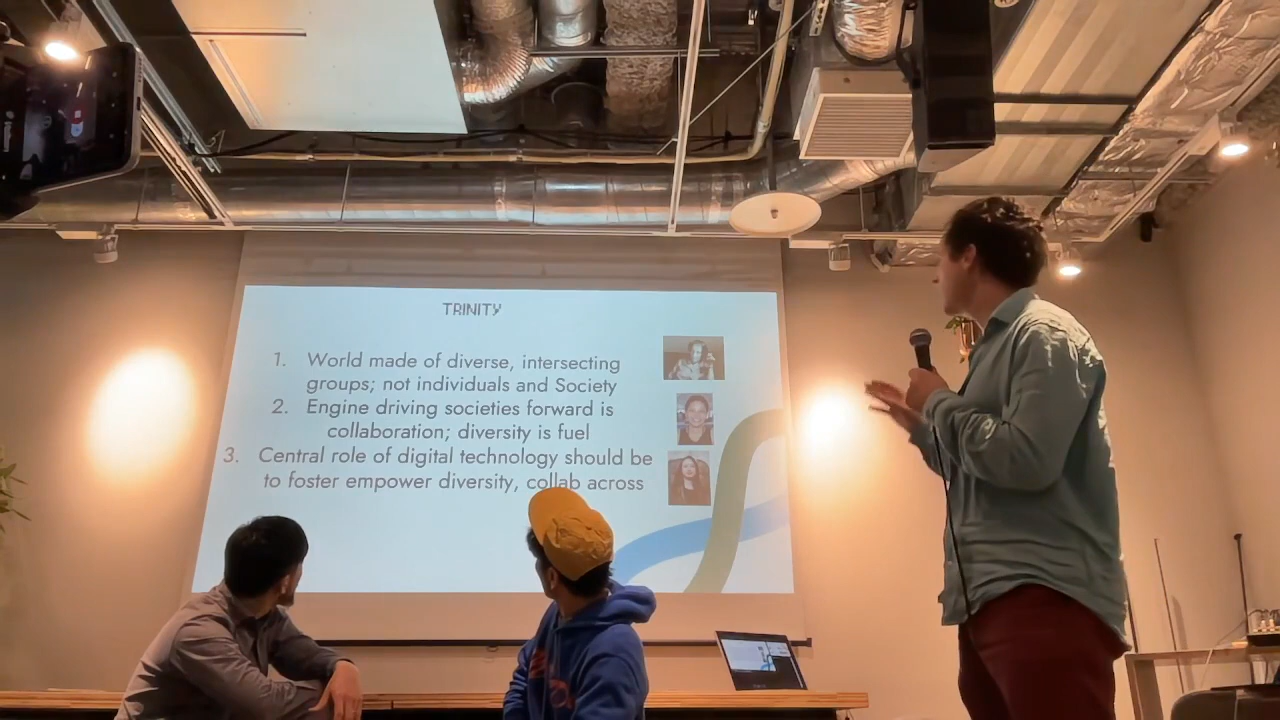 TRINITY
1. World made of diverse, intersecting
groups; not individuals and Society
2. Engine driving societies forward is
collaboration; diversity is fuel
3. Central role of digital technology should be
to foster empower diversity, collab across